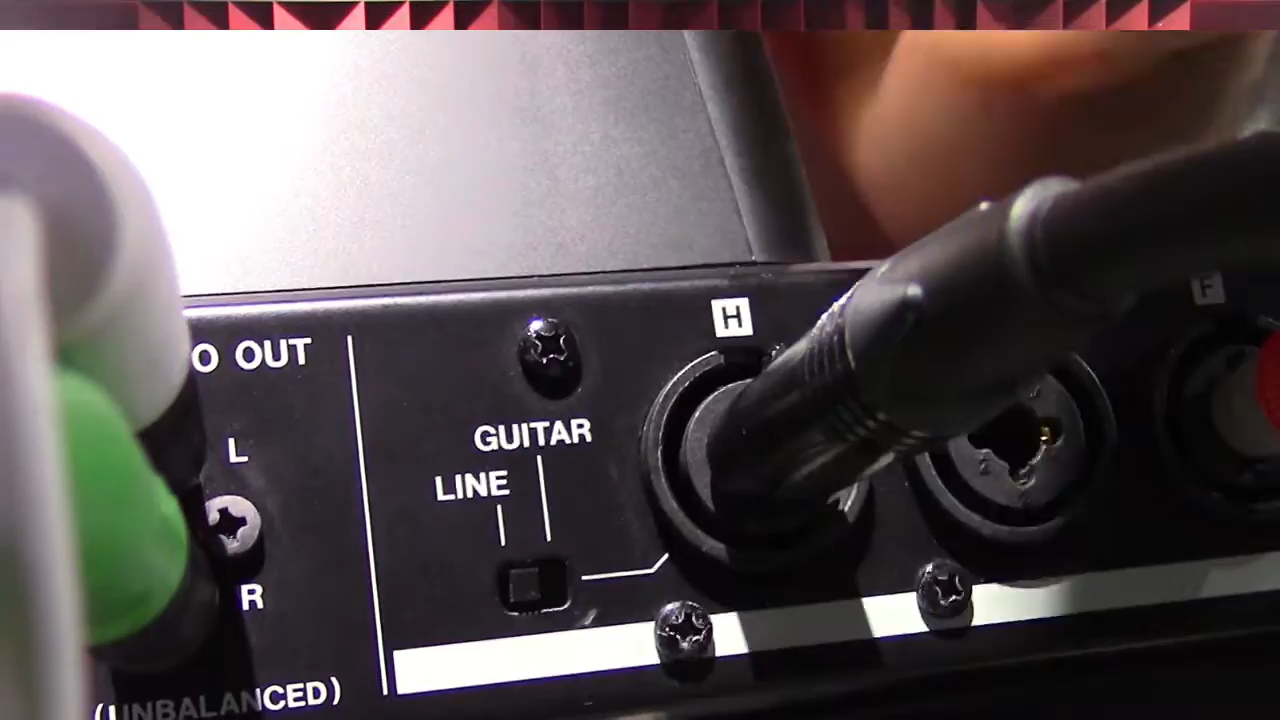 O OUT
L
R
(UNBALANCED)
GUITAR
LINE
H
F